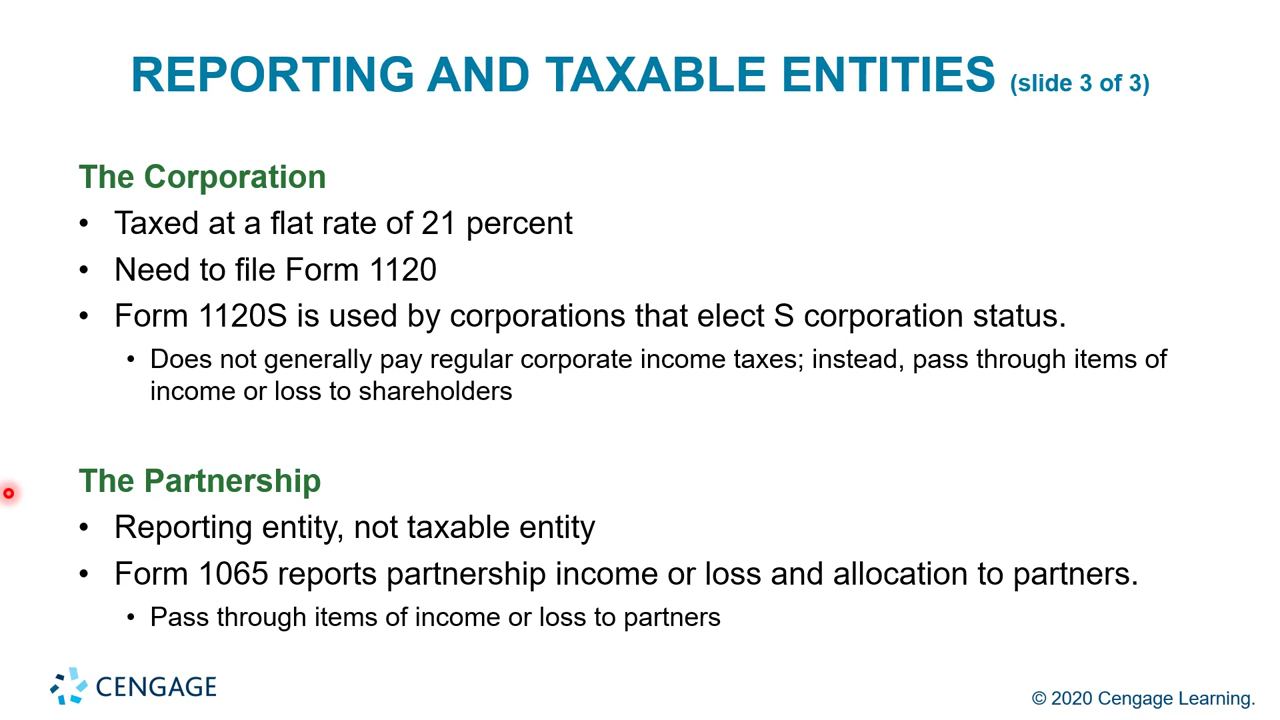 REPORTING AND TAXABLE ENTITIES (slide 3 of 3)
The Corporation
• Taxed at a flat rate of 21 percent
• Need to file Form 1120
• Form 1120S is used by corporations that elect S corporation status.
• Does not generally pay regular corporate income taxes; instead, pass through items of
income or loss to shareholders
The Partnership
• Reporting entity, not taxable entity
• Form 1065 reports partnership income or loss and allocation to partners.
• Pass through items of income or loss to partners
CENGAGE
© 2020 Cengage Learning.